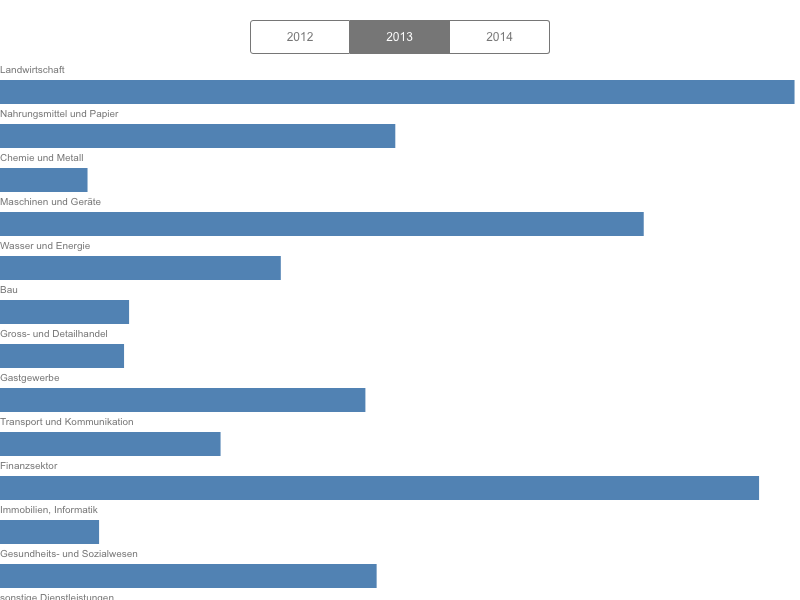 2012 2013 2014
Landwirtschaft
Nahrungsmittel und Papier
Chemie und Metall
Maschinen und Geräte
Wasser und Energie
Bau
Gross- und Detailhandel
Gastgewerbe
Transport und Kommunikation
Finanzsektor
Immobilien, Informatik
Gesundheits- und Sozialwesen
sonstige Dienstleistungen